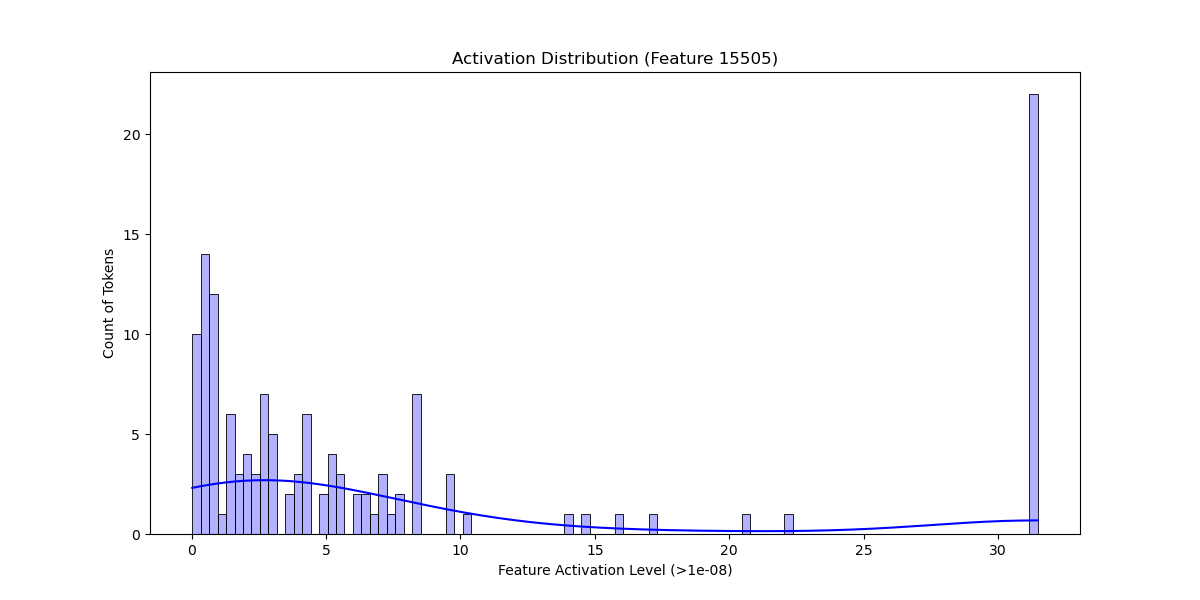 Activation Distribution (Feature 15505)
Count of Tokens
20
15
10
5
0
0 5 10 15 20 25 30
Feature Activation Level (>1e-08)